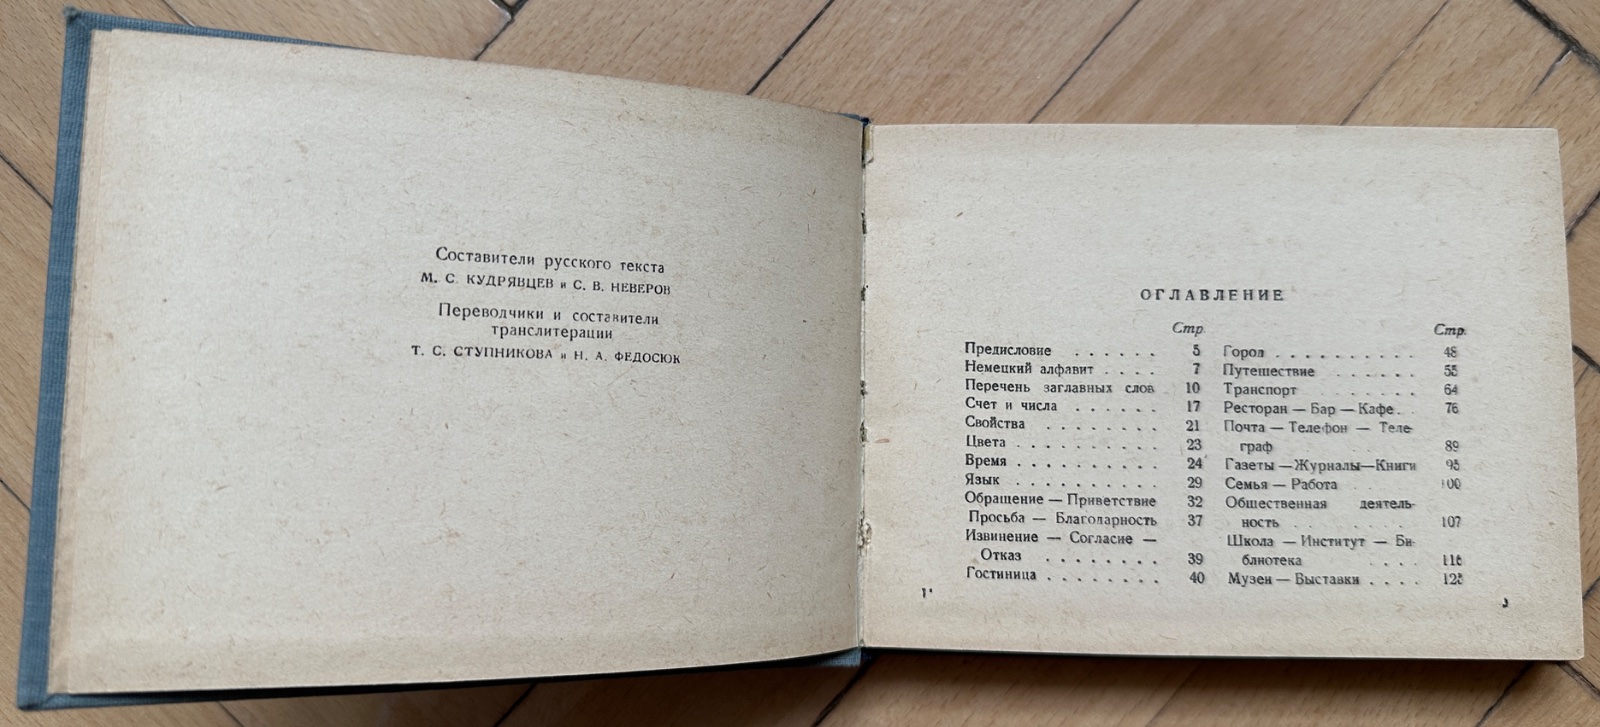 Составители русского текста
М. С. КУДРЯВЦЕВ и С. В. НЕВЕРОВ
Переводчики и составители
транслитерации
Т. С. СТУПНИКОВА и Н. А. ФЕДОСЮК
ОГЛАВЛЕНИЕ
Стр.
Предисловие . . . . . . 5
Немецкий алфавит . . . . 7
Перечень заглавных слов 10
Счет и числа . . . . . . 17
Свойства . . . . . . . . 21
Цвета . . . . . . . . . . 23
Время . . . . . . . . . . 24
Язык . . . . . . . . . . 29
Обращение — Приветствие 32
Просьба — Благодарность 37
Извинение — Согласие —
Отказ . . . . . . . . 39
Гостиница . . . . . . . . 40
Стр.
Город . . . . . . . . . . 48
Путешествие . . . . . . 55
Транспорт . . . . . . 64
Ресторан — Бар — Кафе . . 76
Почта — Телефон — Теле-
граф 89
Газеты — Журналы — Книги 95
Семья — Работа 100
Общественная деятель-
ность . . . . . 107
Школа — Институт — Би-
блиотека . . . . 116
Музеи — Выставки . . . .
1*